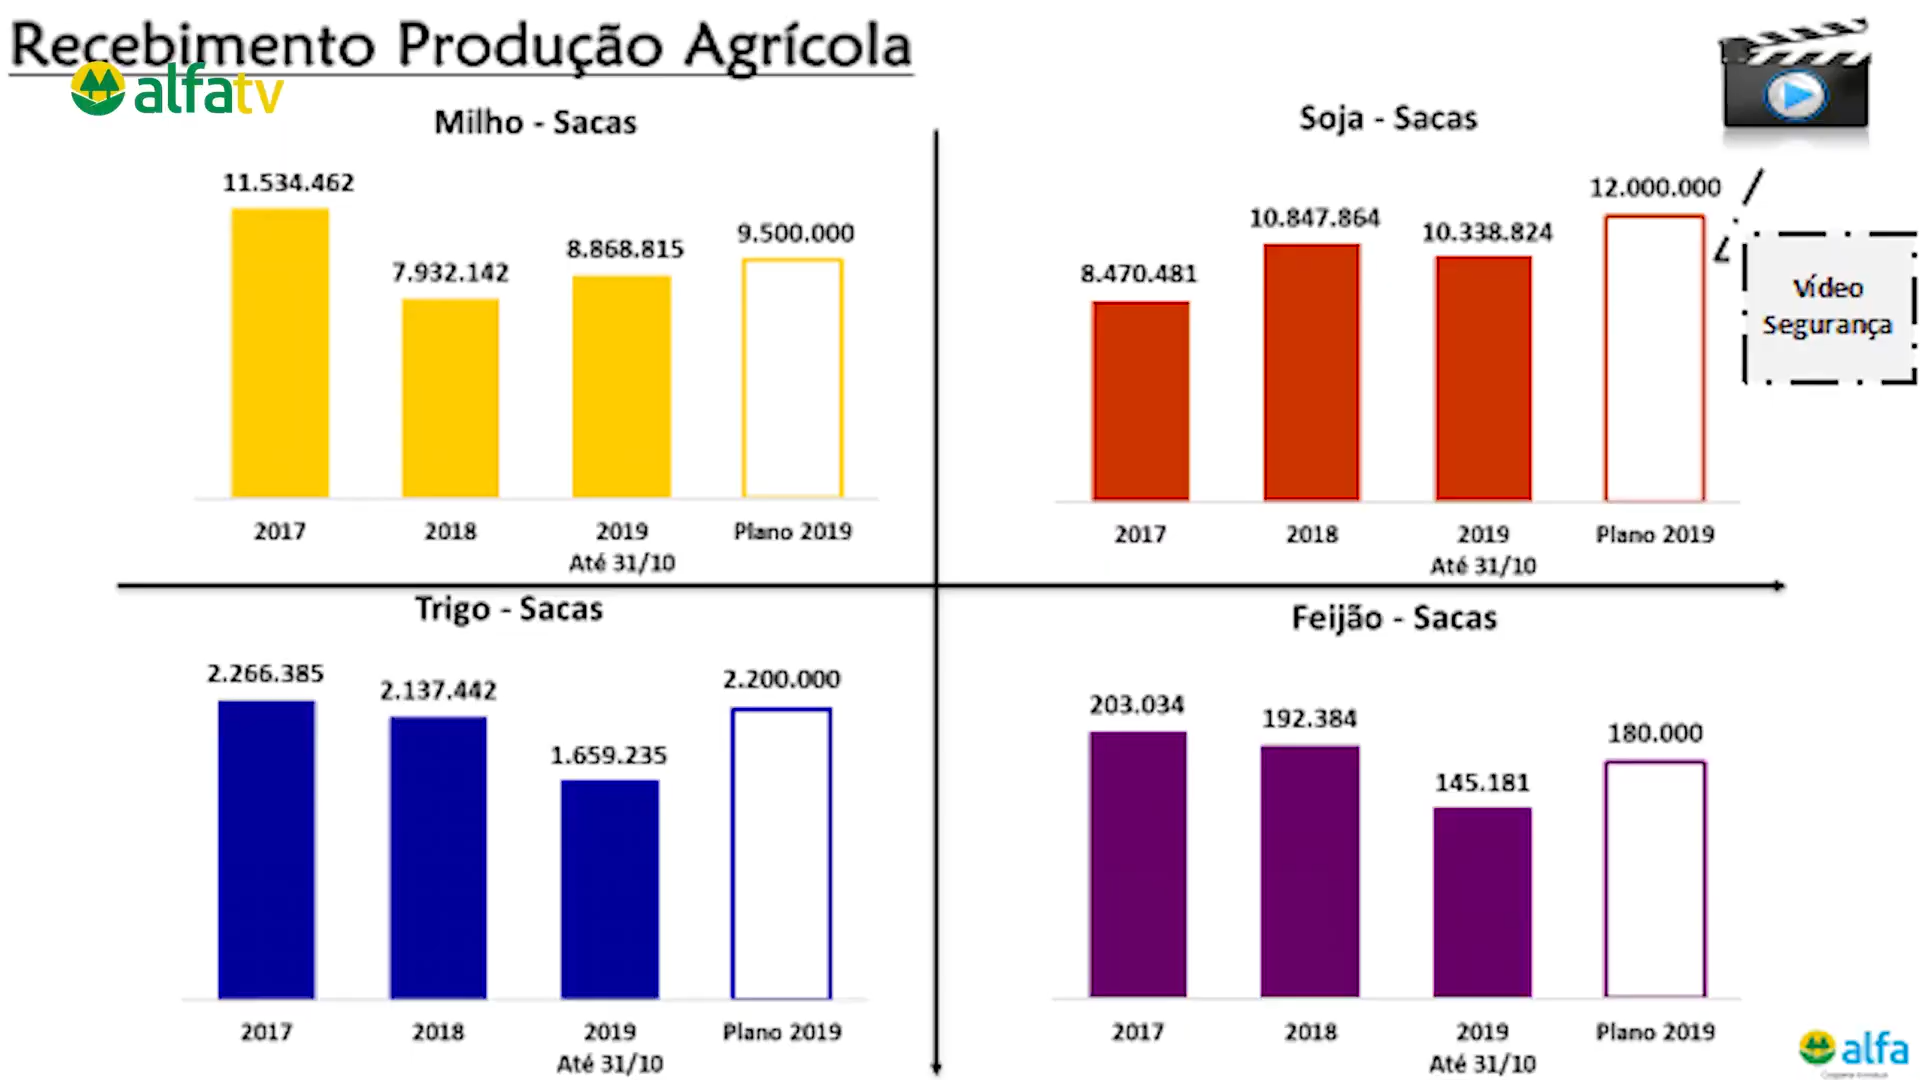 Recebimento Produção Agrícola
alfatv
Milho - Sacas
11.534.462
7.932.142
8.868.815
9.500.000
2017
2018
2019
Até 31/10
Plano 2019
Soja - Sacas
8.470.481
10.847.864
10.338.824
12.000.000
2017
2018
2019
Até 31/10
Plano 2019
Vídeo
Segurança
Trigo - Sacas
2.266.385
2.137.442
1.659.235
2.200.000
2017
2018
2019
Até 31/10
Plano 2019
Feijão - Sacas
203.034
192.384
145.181
180.000
2017
2018
2019
Até 31/10
Plano 2019
alfa